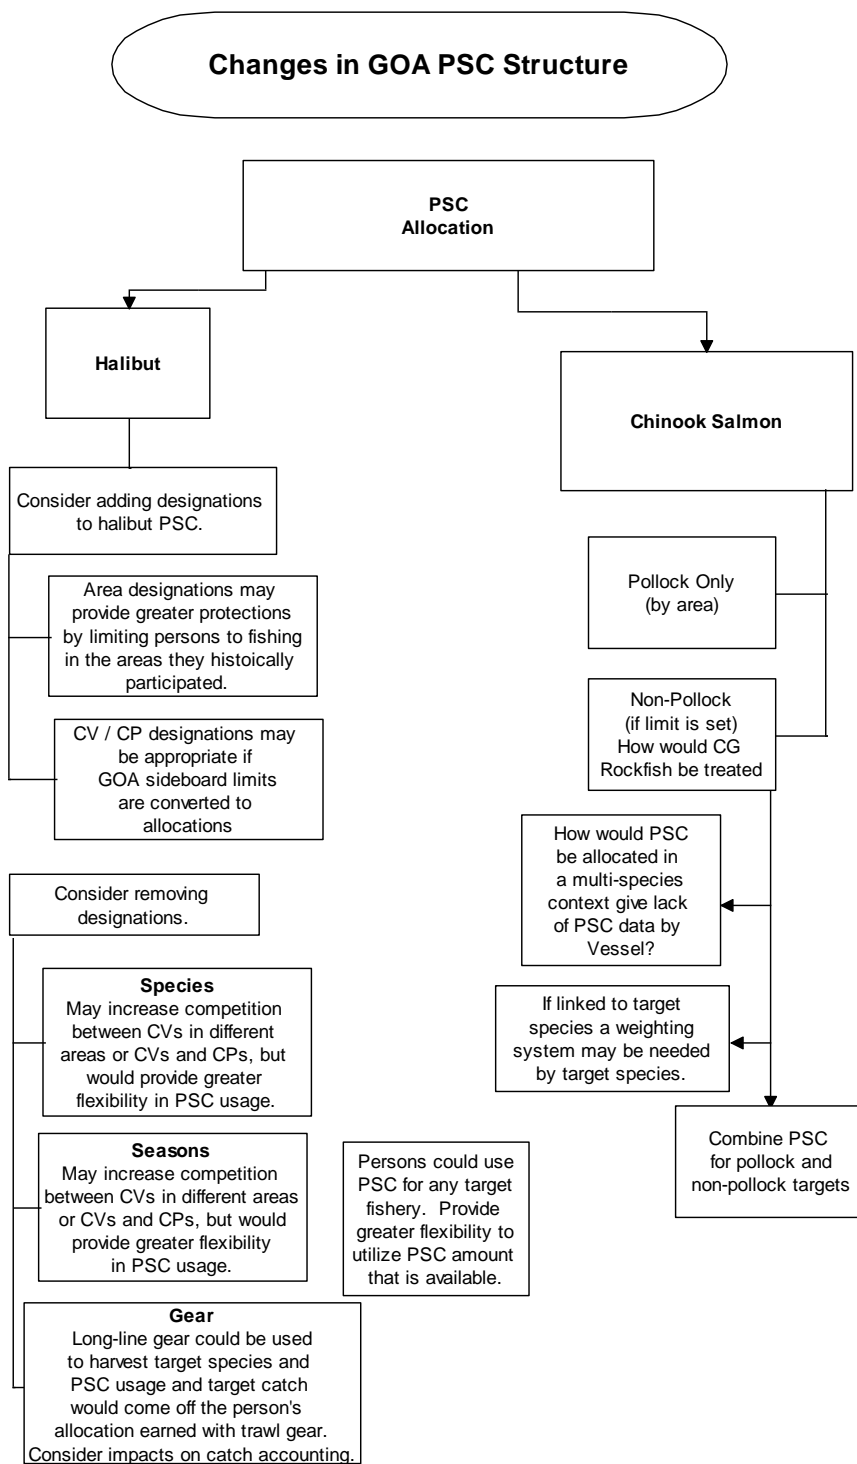 Changes in GOA PSC Structure
PSC
Allocation
Halibut
Consider adding designations
to halibut PSC.
Area designations may
provide greater protections
by limiting persons to fishing
in the areas they histoically
participated.
CV / CP designations may
be appropriate if
GOA sideboard limits
are converted to
allocations
Consider removing
designations.
Species
May increase competition
between CVs in different
areas or CVs and CPs, but
would provide greater
flexibility in PSC usage.
Seasons
May increase competition
between CVs in different areas
or CVs and CPs, but would
provide greater flexibility
in PSC usage.
Gear
Long-line gear could be used
to harvest target species and
PSC usage and target catch
would come off the person's
allocation earned with trawl gear.
Consider impacts on catch accounting.
Persons could use
PSC for any target
fishery.  Provide
greater flexibility to
utilize PSC amount
that is available.
Chinook Salmon
Pollock Only
(by area)
Non-Pollock
(if limit is set)
How would CG
Rockfish be treated
How would PSC
be allocated in
a multi-species
context give lack
of PSC data by
Vessel?
If linked to target
species a weighting
system may be needed
by target species.
Combine PSC
for pollock and
non-pollock targets